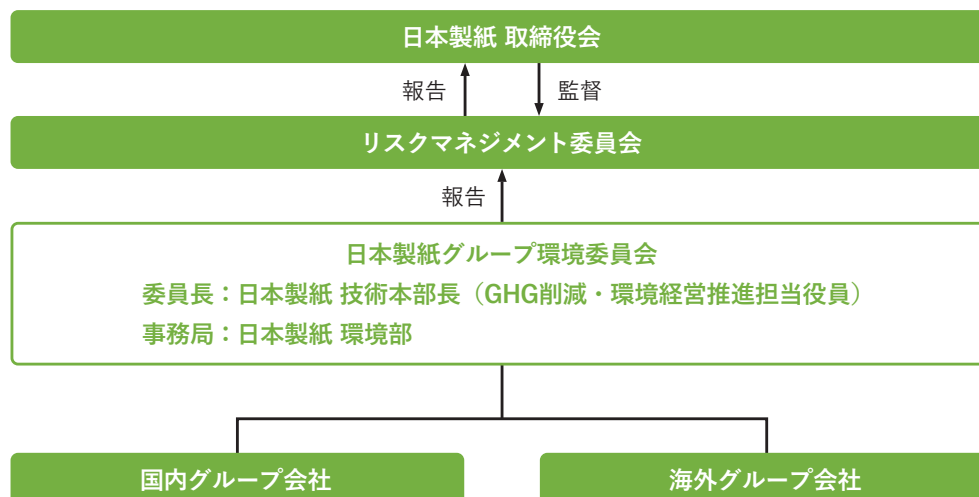 日本製紙 取締役会
報告
監督
リスクマネジメント委員会
報告
日本製紙グループ環境委員会
委員長：日本製紙 技術本部長（GHG削減・環境経営推進担当役員）
事務局：日本製紙 環境部
国内グループ会社
海外グループ会社